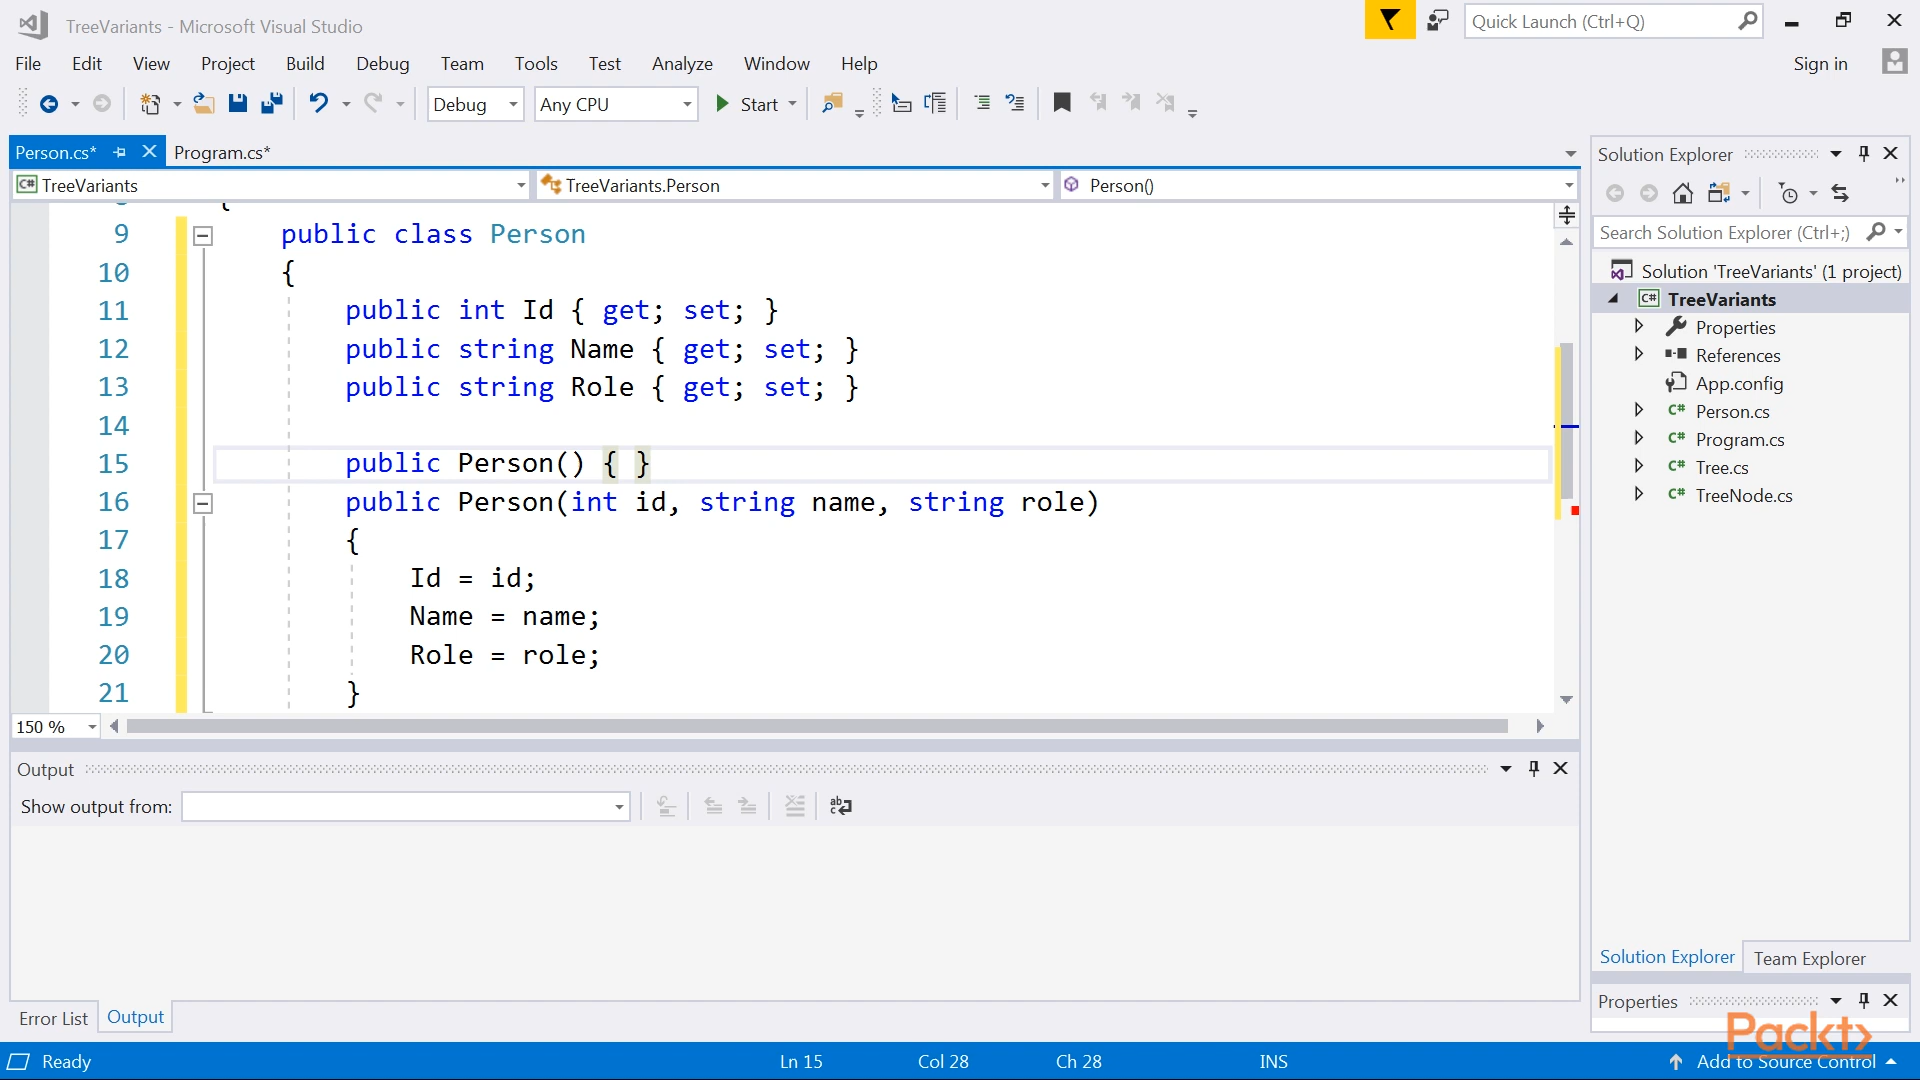 TreeVariants - Microsoft Visual Studio
Quick Launch (Ctrl+Q)
File Edit View Project Build Debug Team Tools Test Analyze Window Help
Sign in
Debug Any CPU Start
Person.cs* Program.cs*
TreeVariants TreeVariants.Person Person()
9 public class Person
10 {
11 public int Id { get; set; }
12 public string Name { get; set; }
13 public string Role { get; set; }
14
15 public Person() { }
16 public Person(int id, string name, string role)
17 {
18 Id = id;
19 Name = name;
20 Role = role;
21 }
150 %
Output
Show output from:
Error List Output
Solution Explorer
Search Solution Explorer (Ctrl+;)
Solution 'TreeVariants' (1 project)
C# TreeVariants
Properties
References
App.config
C# Person.cs
C# Program.cs
C# Tree.cs
C# TreeNode.cs
Solution Explorer Team Explorer
Properties
Packt>
Ready Ln 15 Col 28 Ch 28 INS Add to Source Control